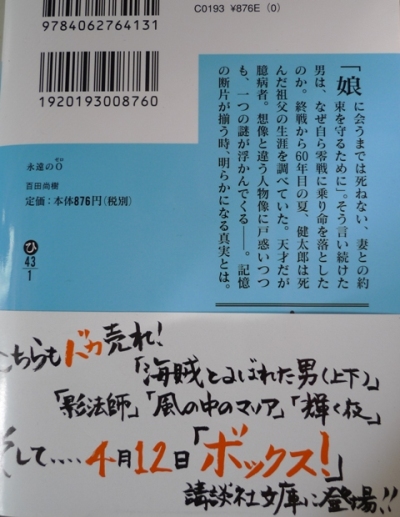 9784062764131
C0193 ¥876E (0)
1920193008760
永遠の0
ゼロ
百田尚樹
定価：本体876円(税別)
ひ
43
1
「娘に会うまでは死ねない、妻との約
束を守るために」。そう言い続けた
男は、なぜ自ら零戦に乗り命を落とした
のか。終戦から60年目の夏、健太郎は死
んだ祖父の生涯を調べていた。天才だが
臆病者。想像と違う人物像に戸惑いつつ
も、一つの謎が浮かんでくる――。記憶
の断片が揃う時、明らかになる真実とは。
こちらもドカ売れ！
「海賊とよばれた男(上下)」
「影法師」「風の中のマリア」「輝く夜」
そして‥‥4月12日「ボックス！」
講談社文庫に登場!!